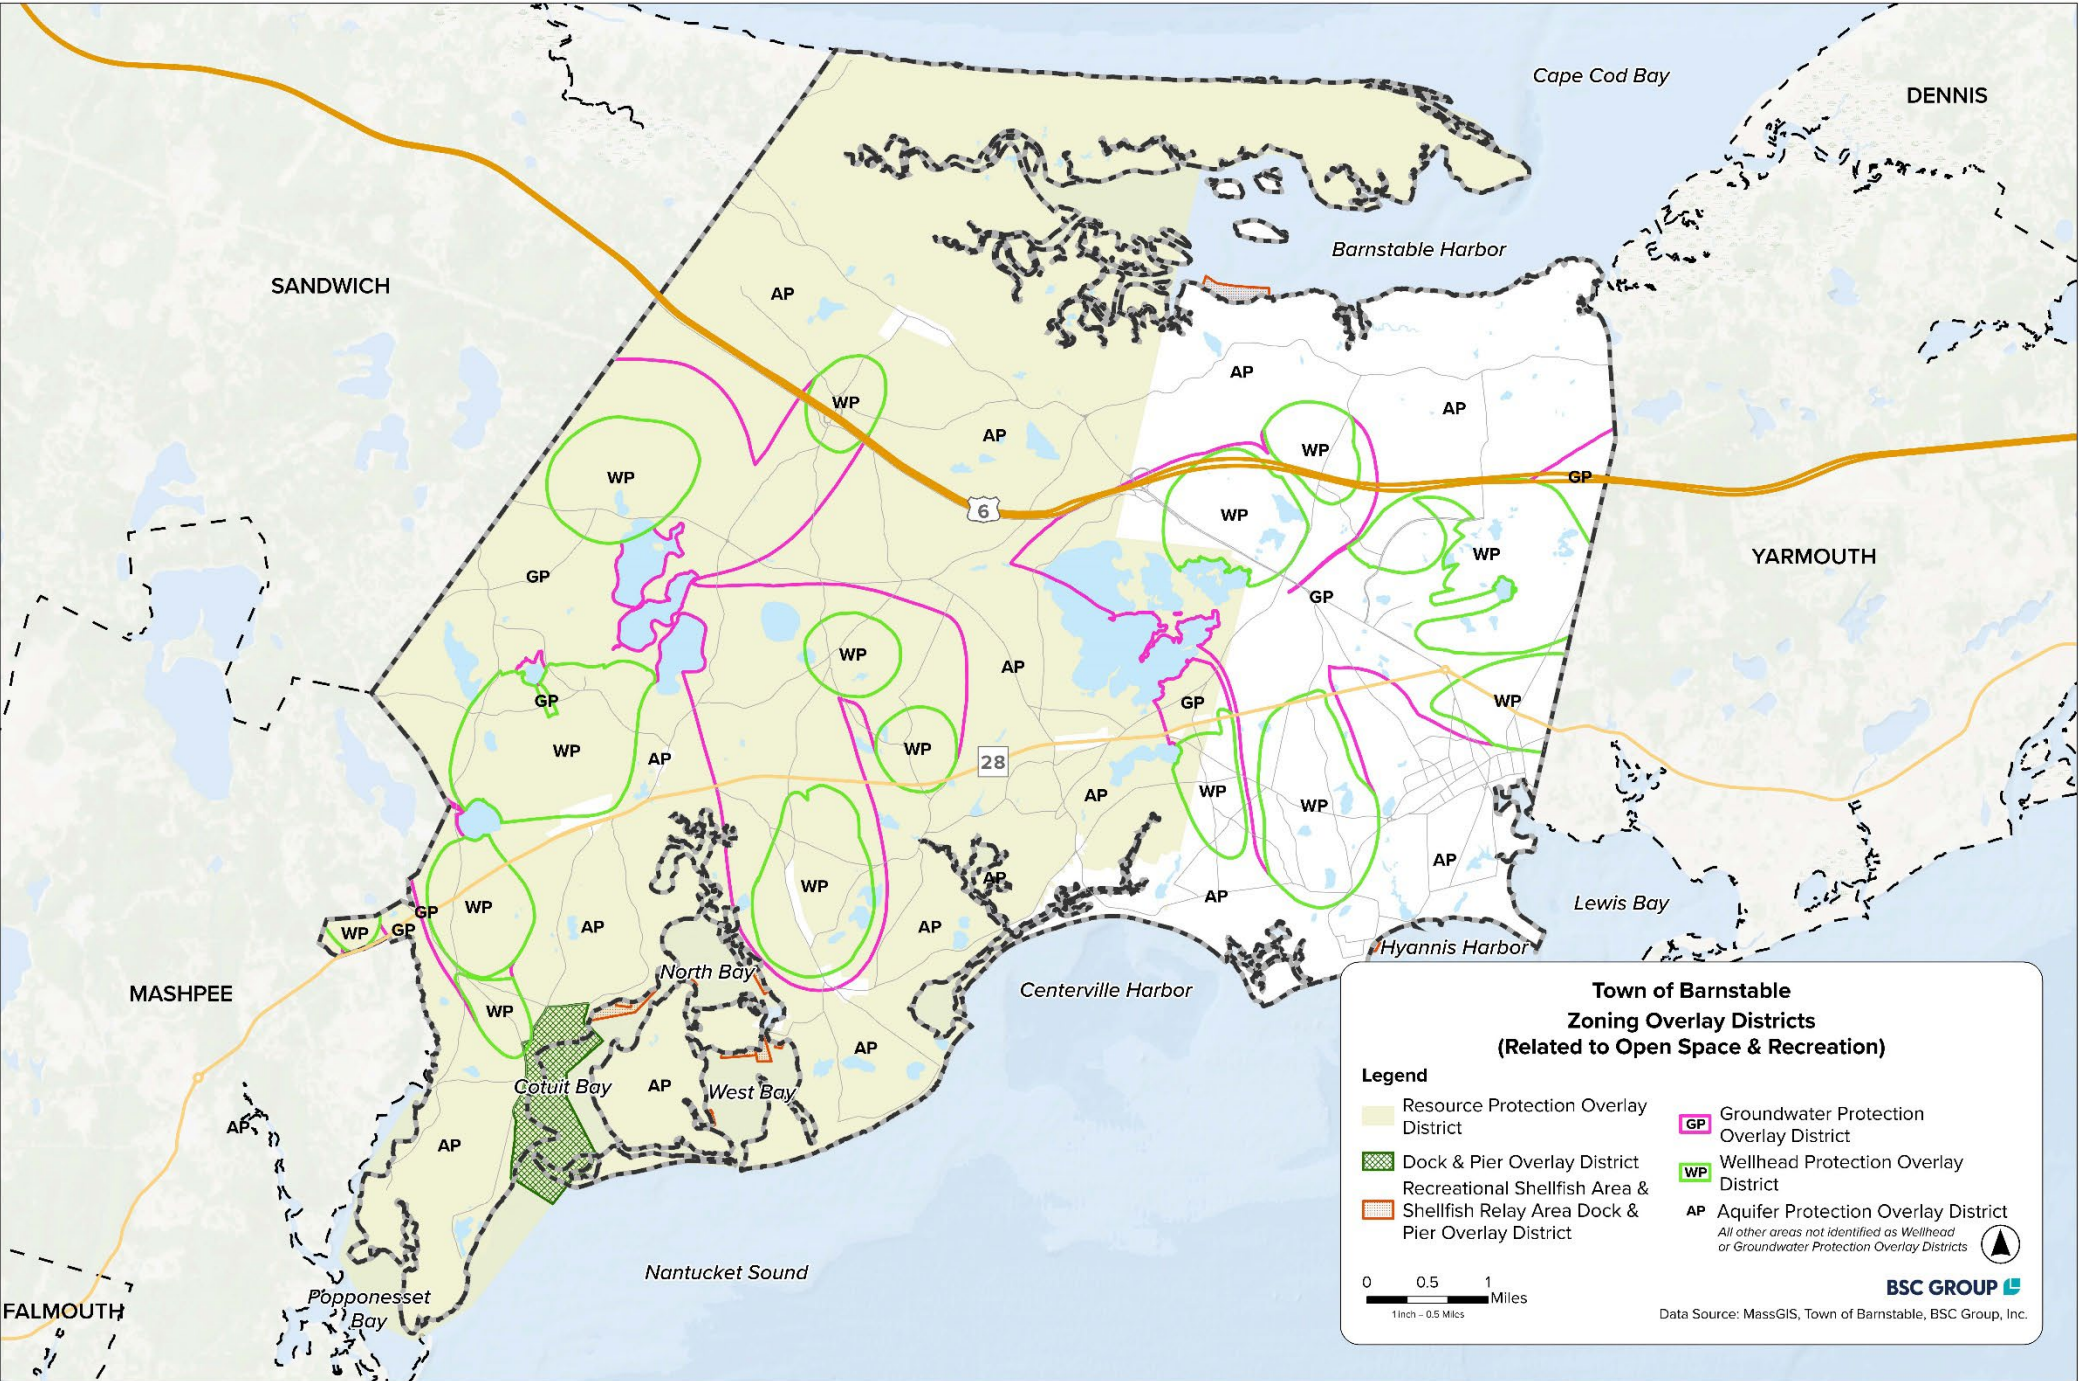 Cape Cod Bay
DENNIS
Barnstable Harbor
SANDWICH
AP
AP
AP
WP
AP
WP
WP
GP
6
WP
WP
YARMOUTH
GP
GP
WP
AP
GP
WP
GP
WP
WP
WP
AP
28
AP
WP
WP
AP
AP
WP
AP
Lewis Bay
WP
GP
AP
AP
WP
GP
Hyannis Harbor
North Bay
MASHPEE
Centerville Harbor
WP
AP
Cotuit Bay
AP
West Bay
AP
AP
Nantucket Sound
Popponesset
Bay
FALMOUTH
Town of Barnstable
Zoning Overlay Districts
(Related to Open Space & Recreation)
Legend
Resource Protection Overlay
District
Dock & Pier Overlay District
Recreational Shellfish Area &
Shellfish Relay Area Dock &
Pier Overlay District
GP Groundwater Protection
Overlay District
WP Wellhead Protection Overlay
District
AP Aquifer Protection Overlay District
All other areas not identified as Wellhead
or Groundwater Protection Overlay Districts
0 0.5 1
Miles
1 inch = 0.5 Miles
BSC GROUP
Data Source: MassGIS, Town of Barnstable, BSC Group, Inc.